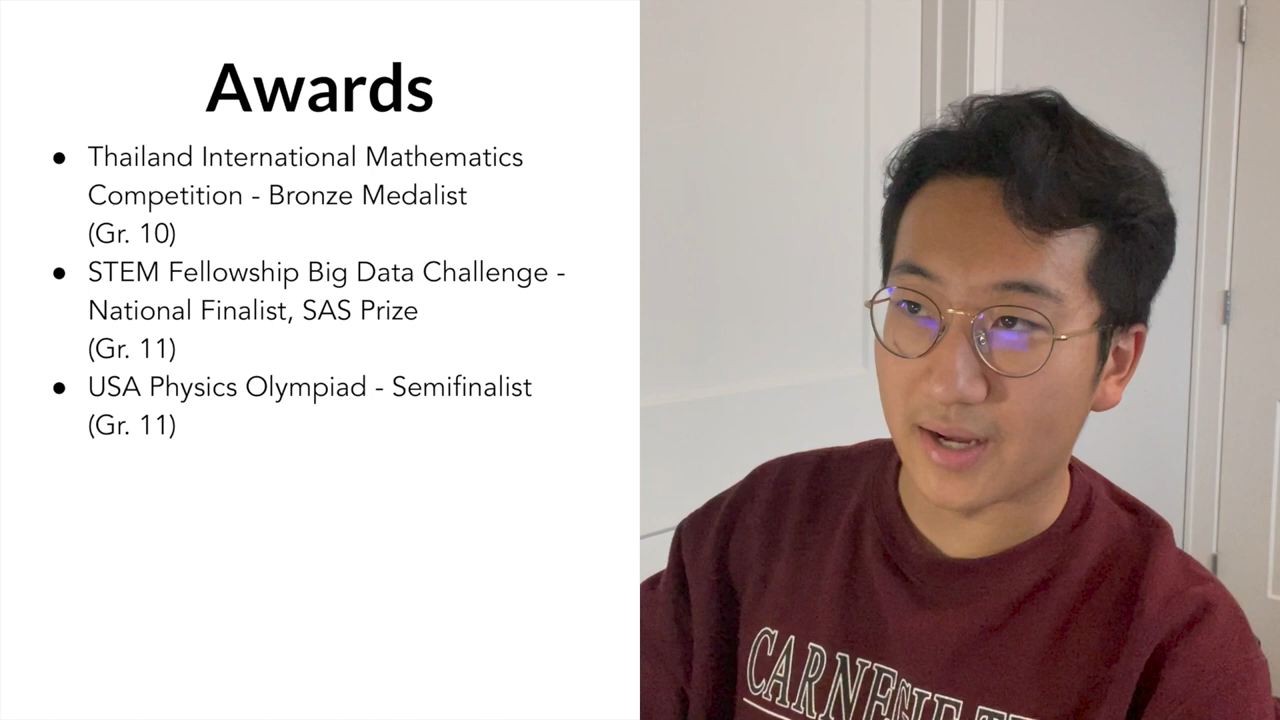 Awards
● Thailand International Mathematics
Competition - Bronze Medalist
(Gr. 10)
● STEM Fellowship Big Data Challenge -
National Finalist, SAS Prize
(Gr. 11)
● USA Physics Olympiad - Semifinalist
(Gr. 11)
CARNEGIE